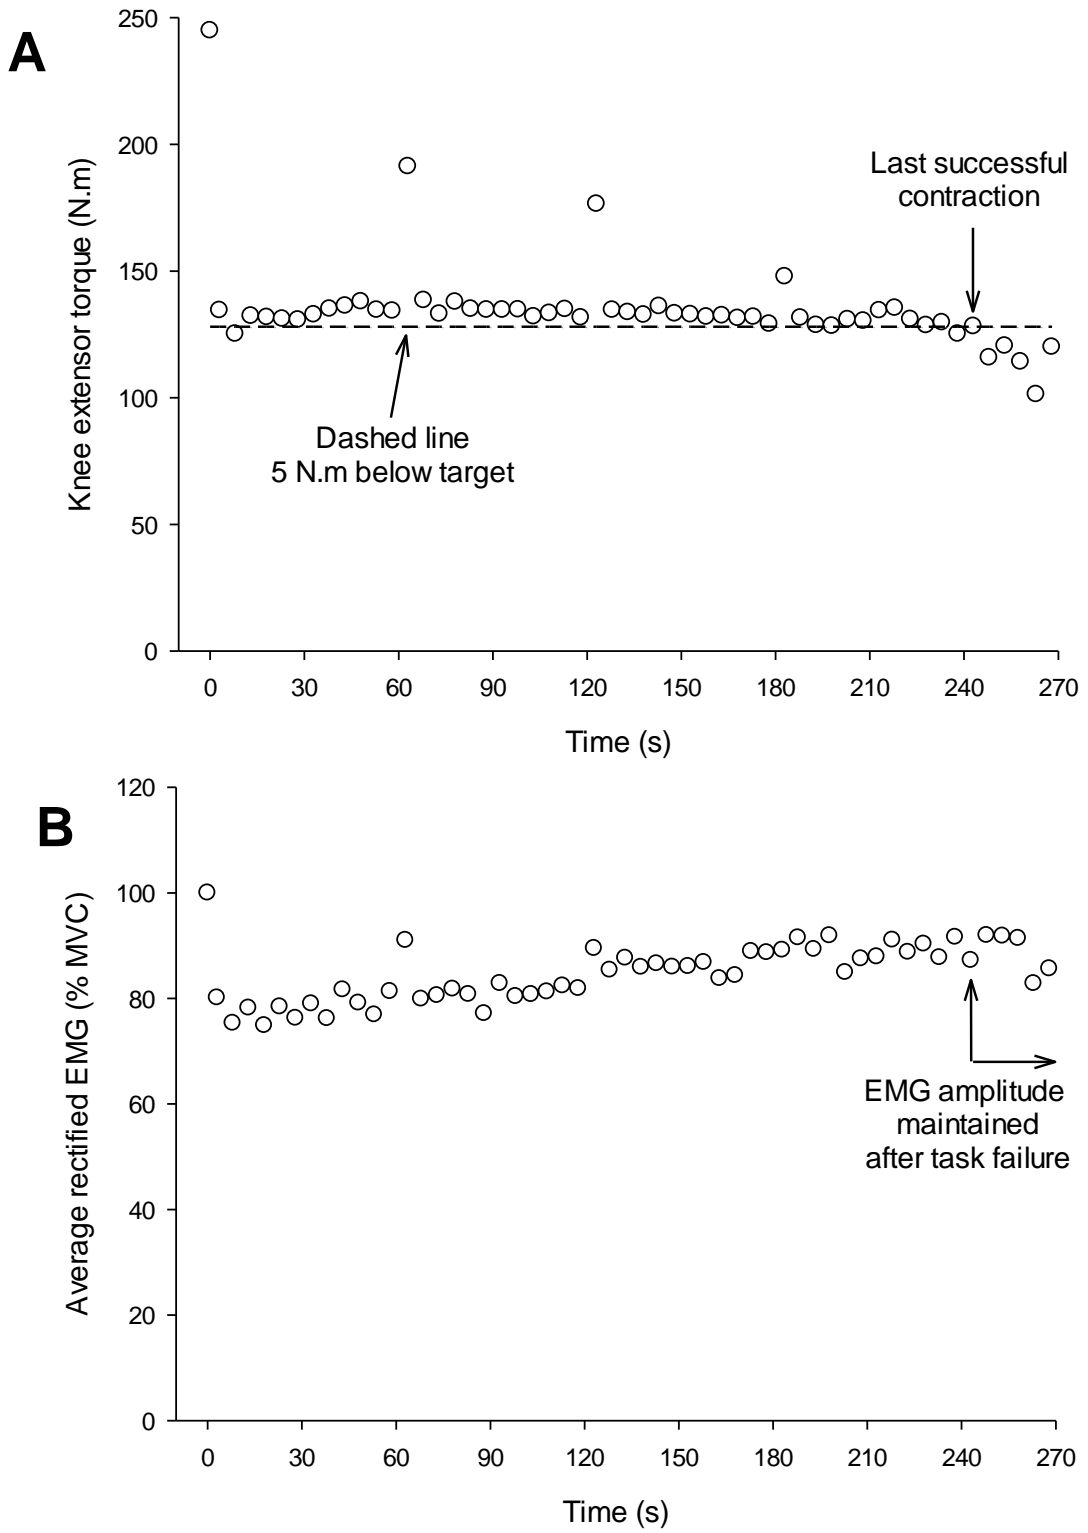 A
250
200
150
100
50
0
Knee extensor torque (N.m)
Last successful
contraction
Dashed line
5 N.m below target
0 30 60 90 120 150 180 210 240 270
Time (s)
B
120
100
80
60
40
20
0
Average rectified EMG (% MVC)
EMG amplitude
maintained
after task failure
0 30 60 90 120 150 180 210 240 270
Time (s)